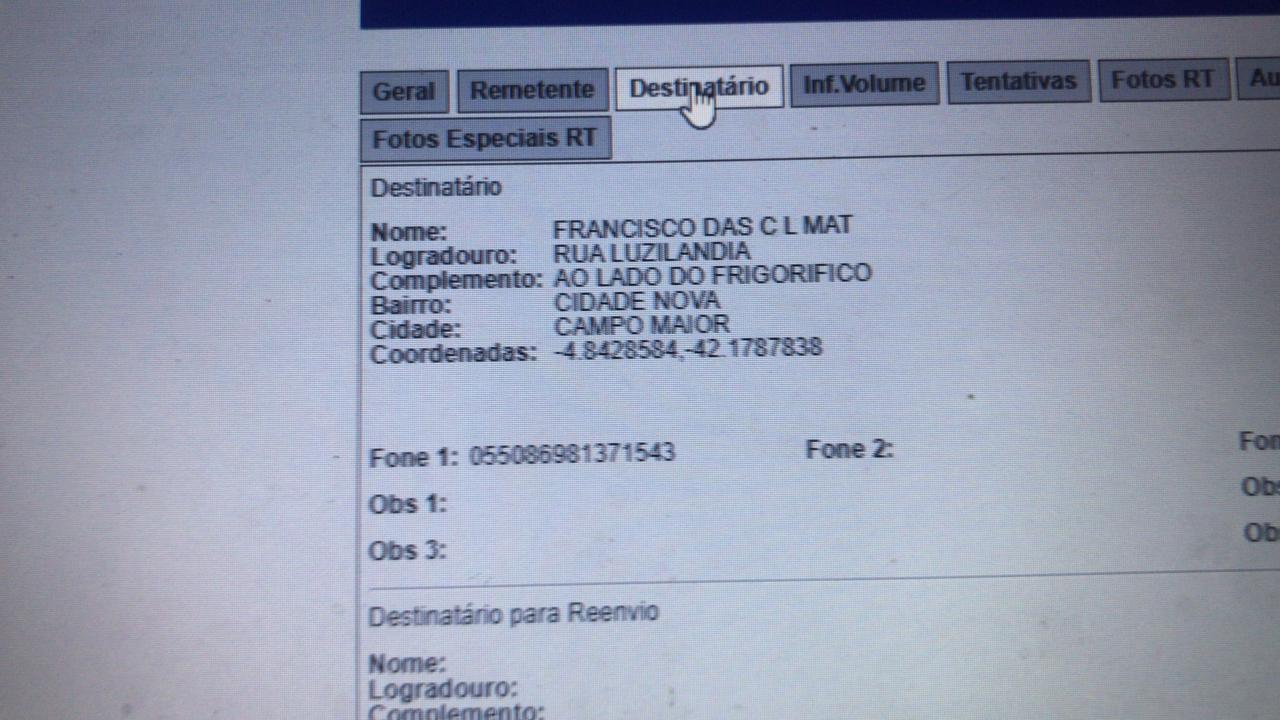 Geral Remetente Destinatário Inf.Volume Tentativas Fotos RT Au
Fotos Especiais RT
Destinatário
Nome: FRANCISCO DAS C L MAT
Logradouro: RUA LUZILANDIA
Complemento: AO LADO DO FRIGORIFICO
Bairro: CIDADE NOVA
Cidade: CAMPO MAIOR
Coordenadas: -4.8428584,-42.1787838
Fone 1: 055086981371543 Fone 2: Fon
Obs 1: Obs
Obs 3: Ob
Destinatário para Reenvio
Nome:
Logradouro:
Complemento: